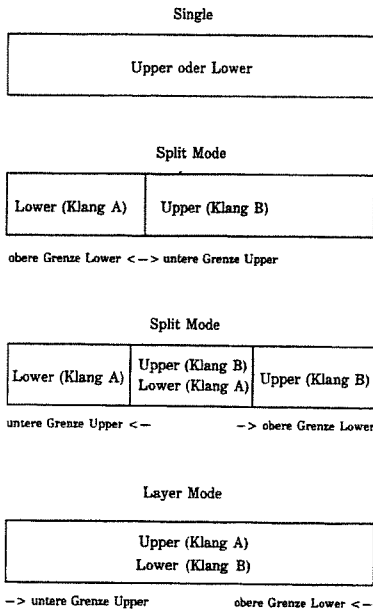 Single
Upper oder Lower
Split Mode
Lower (Klang A) Upper (Klang B)
obere Grenze Lower <-> untere Grenze Upper
Split Mode
Lower (Klang A) Upper (Klang B) Lower (Klang A) Upper (Klang B)
untere Grenze Upper <- -> obere Grenze Lower
Layer Mode
Upper (Klang A)
Lower (Klang B)
-> untere Grenze Upper obere Grenze Lower <-